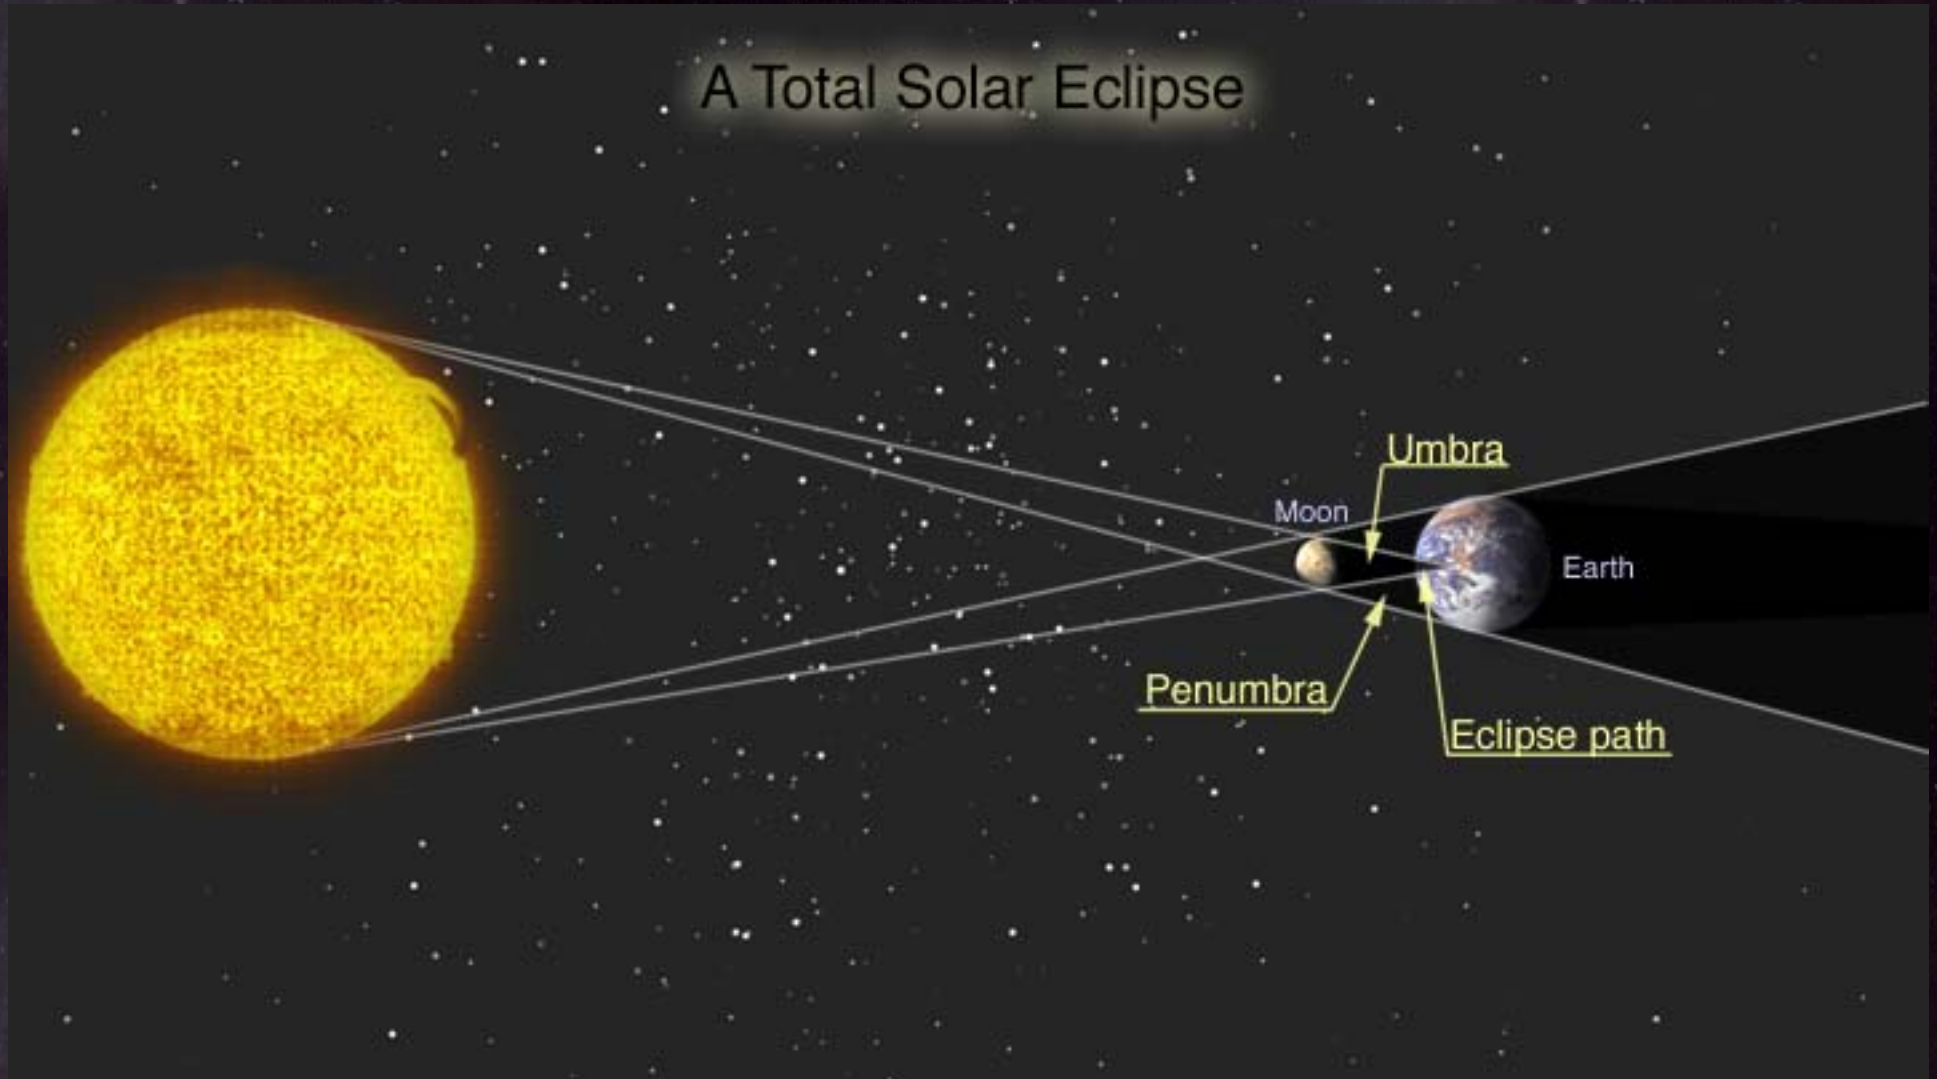 A Total Solar Eclipse
Umbra
Moon
Earth
Penumbra
Eclipse path